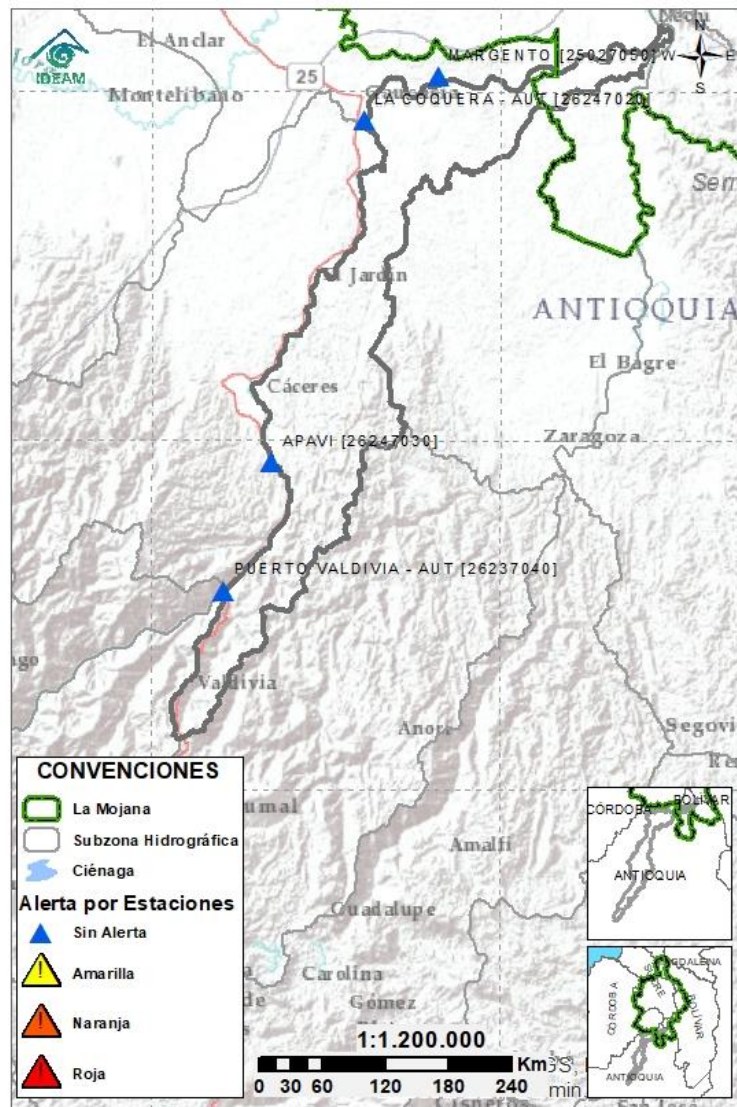 IDEAM
El Anclar
Nechí
N
W E
S
MARGENTO [25027050]
25
Montelíbano
LA COQUERA - AUT [26247020]
El Jardín
ANTIOQUIA
El Bagre
Cáceres
Zaragoza
APAVI [26247030]
PUERTO VALDIVIA - AUT [26237040]
Valdivia
Anorí
Segovi
Amalfi
Guadalupe
Carolina
Gómez
Cisneros
CONVENCIONES
La Mojana
Subzona Hidrográfica
Ciénaga
Alerta por Estaciones
Sin Alerta
Amarilla
Naranja
Roja
1:1.200.000
Km
0 30 60 120 180 240
CÓRDOBA
BOLÍVAR
ANTIOQUIA
CÓRDOBA
BOLÍVAR
ANTIOQUIA